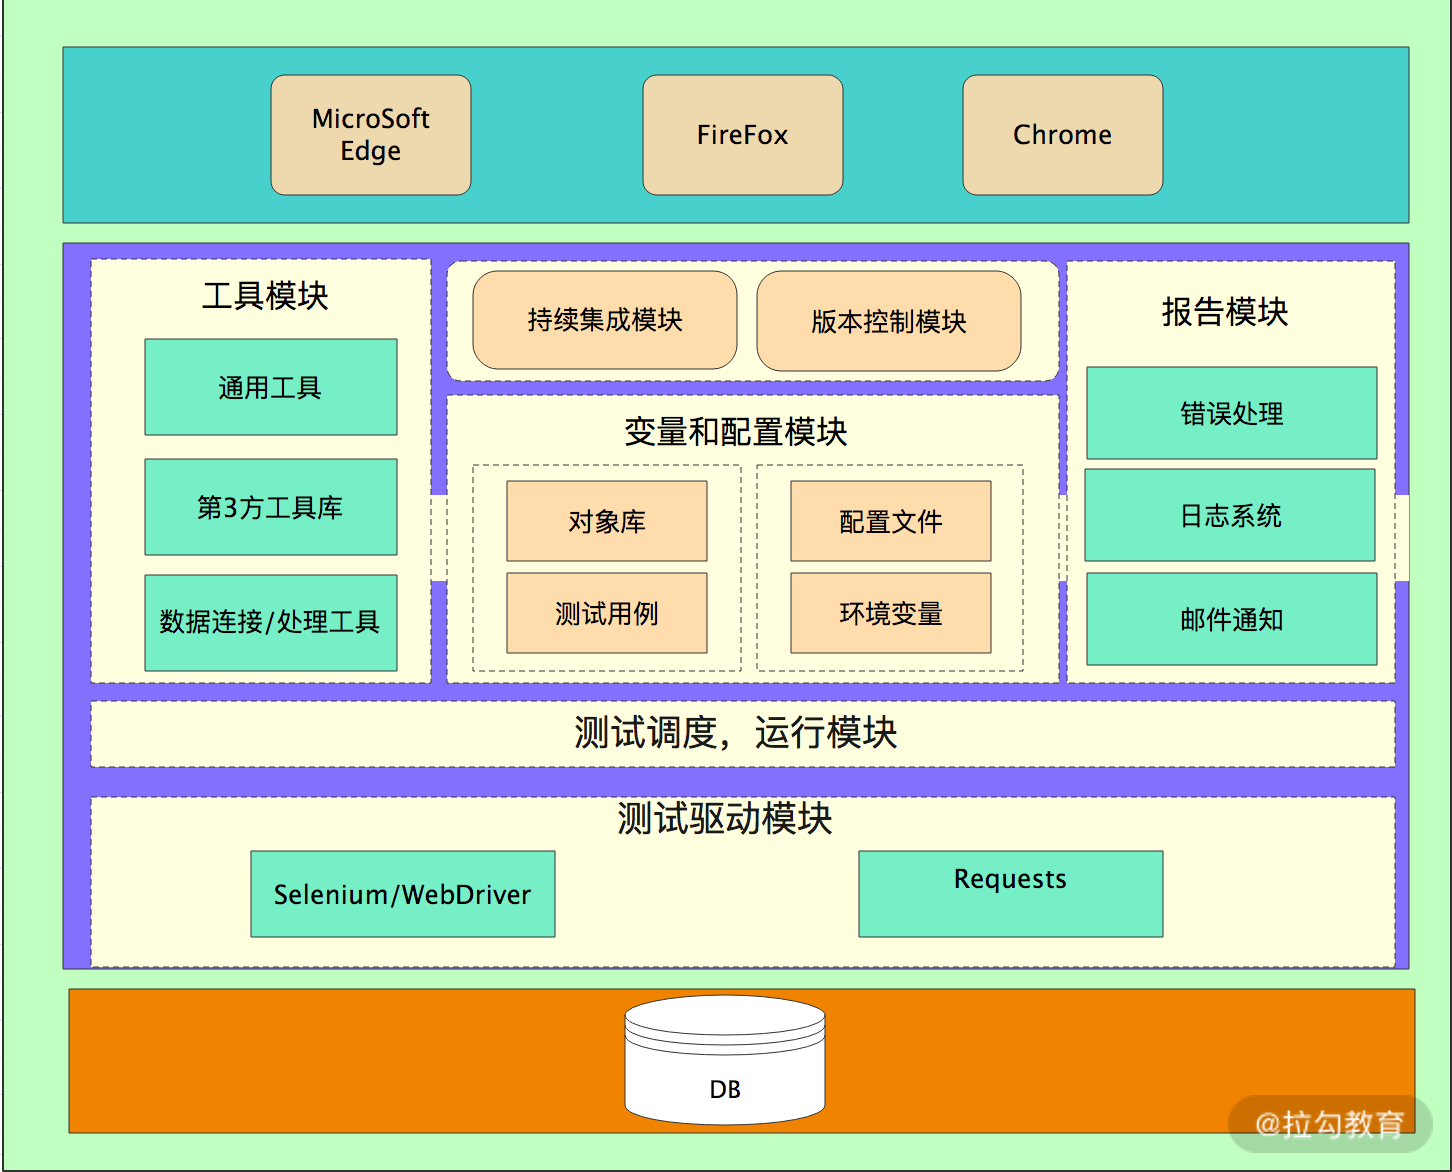 MicroSoft
Edge
FireFox
Chrome
工具模块
通用工具
第3方工具库
数据连接/处理工具
持续集成模块
版本控制模块
变量和配置模块
对象库
测试用例
配置文件
环境变量
报告模块
错误处理
日志系统
邮件通知
测试调度，运行模块
测试驱动模块
Selenium/WebDriver
Requests
DB
@拉勾教育